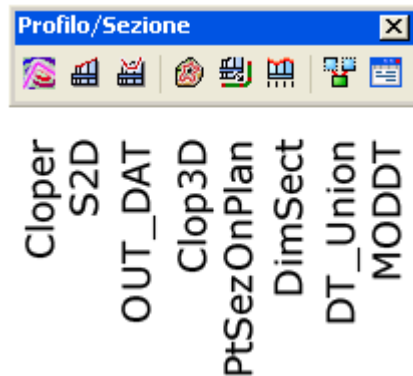 Profilo/Sezione
Cloper
S2D
OUT_DAT
Clop3D
PtSezOnPlan
DimSect
DT_Union
MODDT